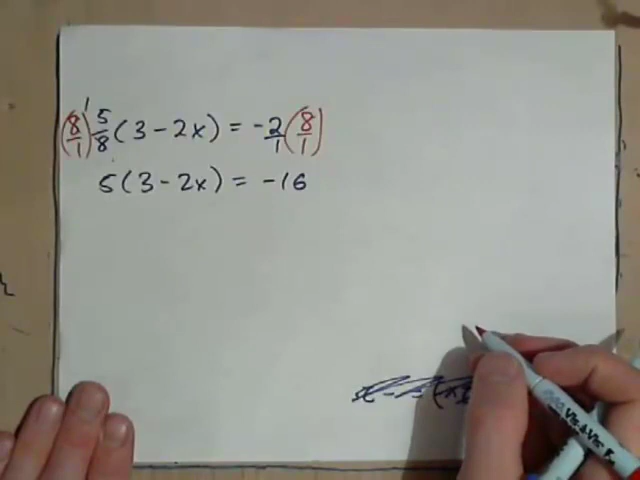 (8/1) 5/8 (3 - 2x) = -2/1 (8/1)
5(3 - 2x) = -16